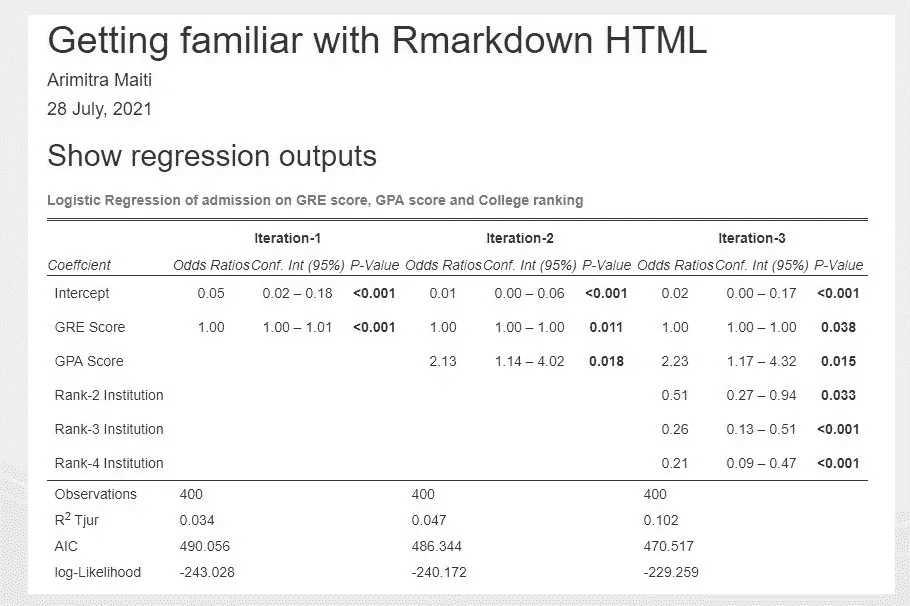 Getting familiar with Rmarkdown HTML
Arimitra Maiti
28 July, 2021
Show regression outputs
Logistic Regression of admission on GRE score, GPA score and College ranking
Iteration-1 Iteration-2 Iteration-3
Coeffcient Odds Ratios Conf. Int (95%) P-Value Odds Ratios Conf. Int (95%) P-Value Odds Ratios Conf. Int (95%) P-Value
Intercept 0.05 0.02 – 0.18 <0.001 0.01 0.00 – 0.06 <0.001 0.02 0.00 – 0.17 <0.001
GRE Score 1.00 1.00 – 1.01 <0.001 1.00 1.00 – 1.00 0.011 1.00 1.00 – 1.00 0.038
GPA Score 2.13 1.14 – 4.02 0.018 2.23 1.17 – 4.32 0.015
Rank-2 Institution 0.51 0.27 – 0.94 0.033
Rank-3 Institution 0.26 0.13 – 0.51 <0.001
Rank-4 Institution 0.21 0.09 – 0.47 <0.001
Observations 400 400 400
R² Tjur 0.034 0.047 0.102
AIC 490.056 486.344 470.517
log-Likelihood -243.028 -240.172 -229.259